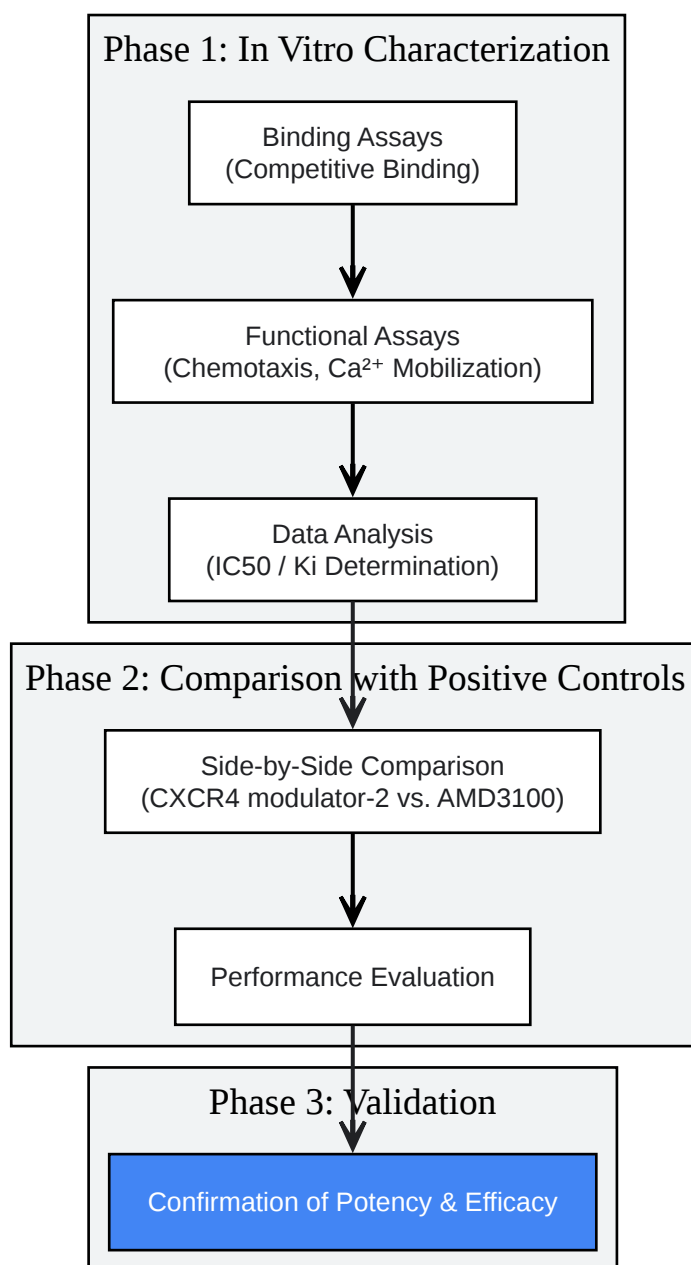 Phase 1: In Vitro Characterization
Binding Assays
(Competitive Binding)
Functional Assays
(Chemotaxis, Ca²⁺ Mobilization)
Data Analysis
(IC50 / Ki Determination)
Phase 2: Comparison with Positive Controls
Side-by-Side Comparison
(CXCR4 modulator-2 vs. AMD3100)
Performance Evaluation
Phase 3: Validation
Confirmation of Potency & Efficacy